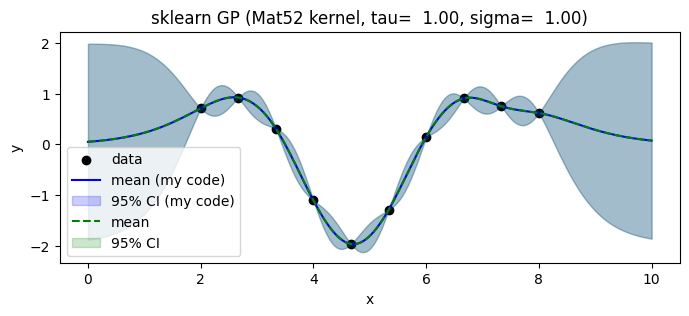 sklearn GP (Mat52 kernel, tau=  1.00, sigma=  1.00)
y
2
1
0
−1
−2
data
mean (my code)
95% CI (my code)
mean
95% CI
0 2 4 6 8 10
x